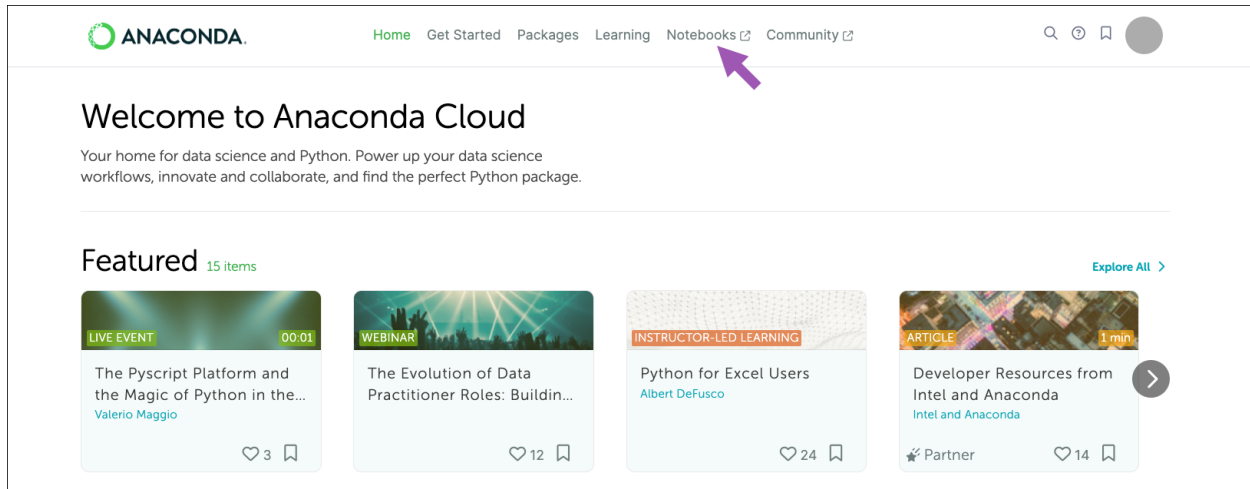 ANACONDA.
Home Get Started Packages Learning Notebooks Community
Welcome to Anaconda Cloud
Your home for data science and Python. Power up your data science
workflows, innovate and collaborate, and find the perfect Python package.
Featured 15 items
Explore All
LIVE EVENT 00:01
The Pyscript Platform and
the Magic of Python in the...
Valerio Maggio
3
WEBINAR
The Evolution of Data
Practitioner Roles: Buildin...
12
INSTRUCTOR-LED LEARNING
Python for Excel Users
Albert DeFusco
24
ARTICLE 1 min
Developer Resources from
Intel and Anaconda
Intel and Anaconda
Partner 14